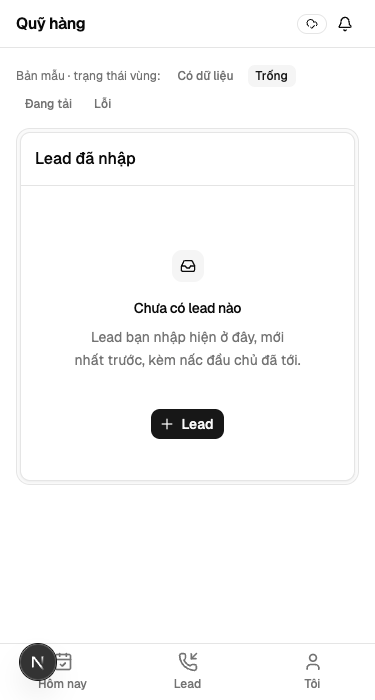 Quỹ hàng
Bản mẫu · trạng thái vùng: Có dữ liệu Trống
Đang tải Lỗi
Lead đã nhập
Chưa có lead nào
Lead bạn nhập hiện ở đây, mới
nhất trước, kèm nấc đầu chủ đã tới.
+ Lead
N
Hôm nay Lead Tôi